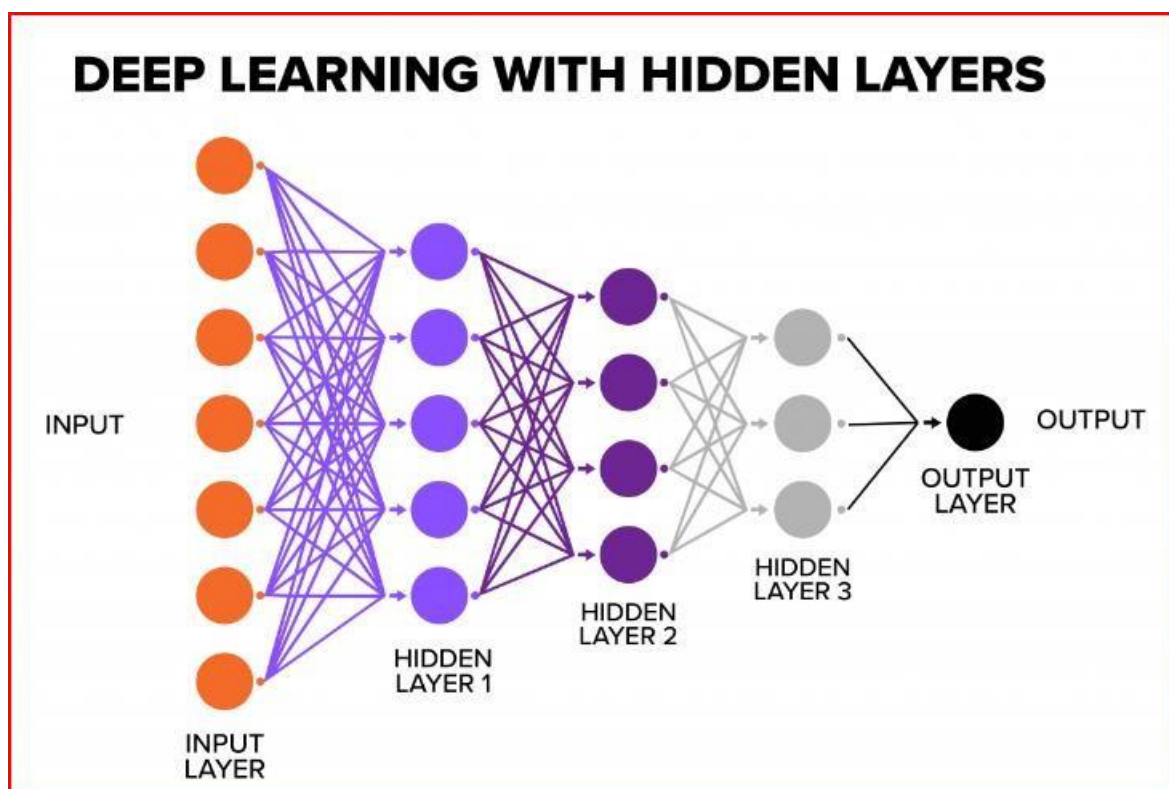 DEEP LEARNING WITH HIDDEN LAYERS
INPUT
OUTPUT
OUTPUT
LAYER
HIDDEN
LAYER 3
HIDDEN
LAYER 2
HIDDEN
LAYER 1
INPUT
LAYER